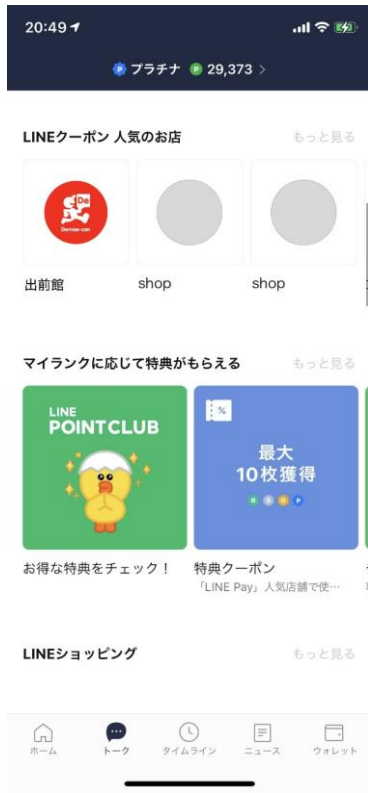 20:49
プラチナ P 29,373 >
LINEクーポン 人気のお店 もっと見る
De
Demae-can
出前館 shop shop
マイランクに応じて特典がもらえる もっと見る
LINE
POINTCLUB
%
最大
10枚獲得
R S G P
お得な特典をチェック！ 特典クーポン
「LINE Pay」人気店舗で使…
LINEショッピング もっと見る
ホーム トーク タイムライン ニュース ウォレット